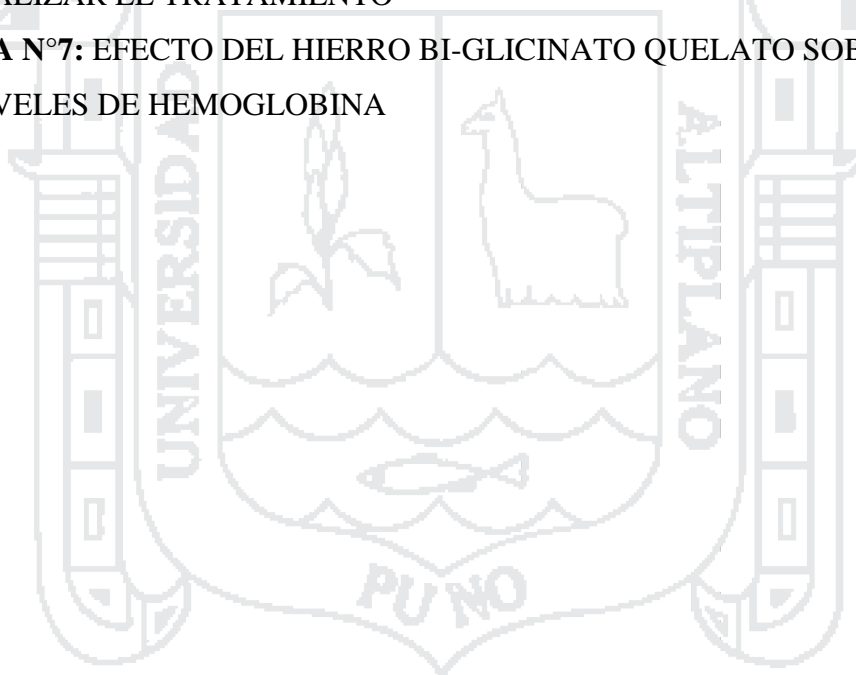 ALIZAR EL TRATAMIENTO
A N°7: EFECTO DEL HIERRO BI-GLICINATO QUELATO SOB
VELES DE HEMOGLOBINA
UNIVERSIDAD
ALTIPLANO
PUNO